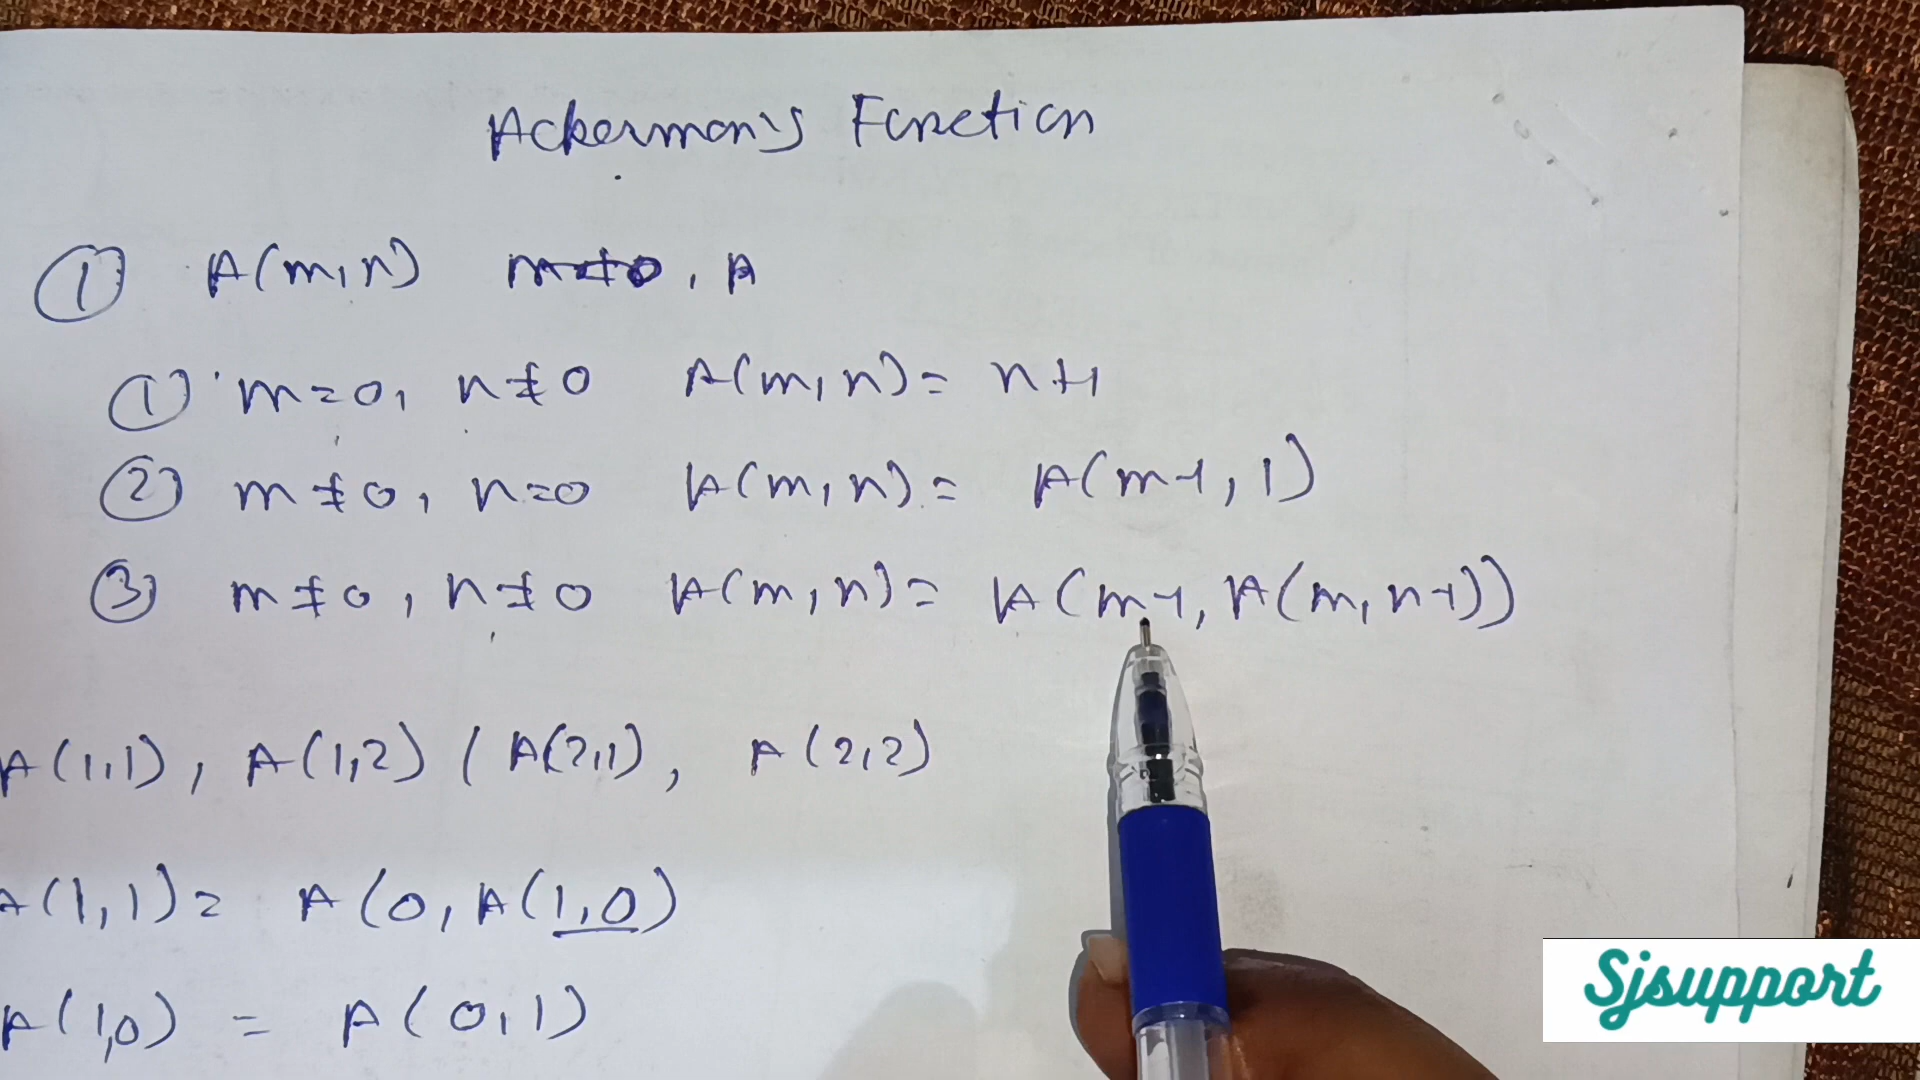 Ackerman's Function
① A(m,n) m≠0, A
① m=0, n≠0 A(m,n)= n+1
② m≠0, n=0 A(m,n)= A(m-1, 1)
③ m≠0, n≠0 A(m,n)= A(m-1, A(m, n-1))
A(1,1), A(1,2) ( A(2,1), A(2,2)
A(1,1)= A(0, A(1,0)
A(1,0) = A(0,1)
Sjsupport